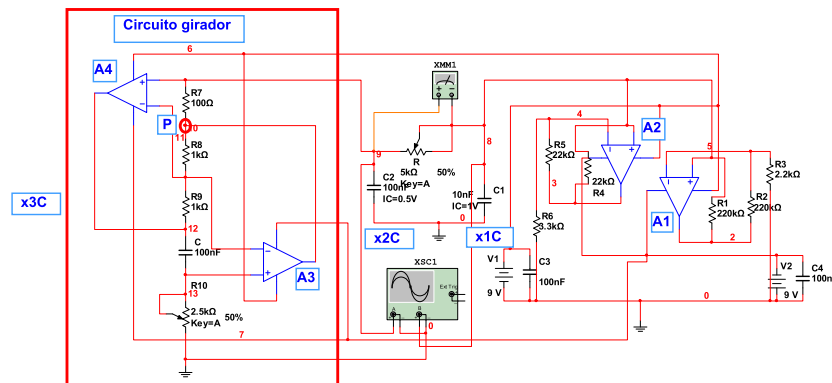 Circuito girador
6
A4
R7
100Ω
P
10
11
R8
1kΩ
R9
1kΩ
x3C
12
C
100nF
A3
13
R10
2.5kΩ
Key=A
50%
7
XMM1
9
R
5kΩ
Key=A
50%
8
C2
100nF
IC=0.5V
10nF
IC=1V
C1
0
x2C
x1C
XSC1
Ext Trig
A
B
0
4
R5
22kΩ
A2
3
22kΩ
R4
R6
3.3kΩ
5
R3
2.2kΩ
A1
R1
220kΩ
R2
220kΩ
2
V1
9 V
C3
100nF
V2
9 V
C4
100n
0